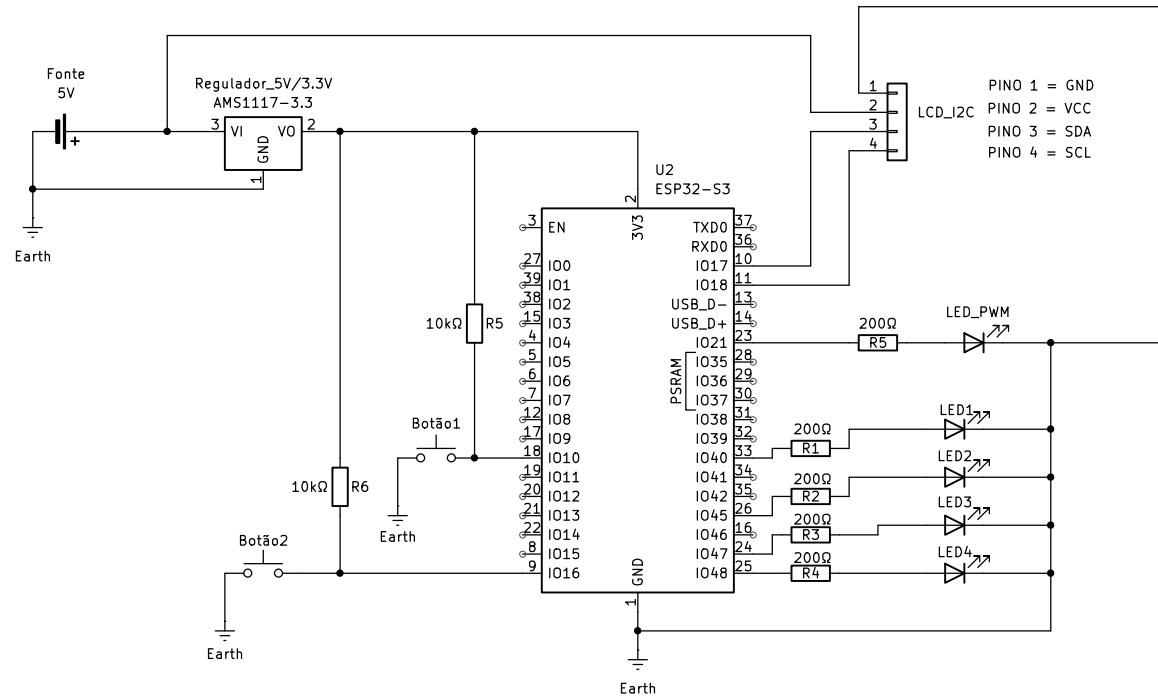 Fonte
5V
Regulador_5V/3.3V
AMS1117-3.3
3 VI VO 2
GND
1
Earth
1
2
3
4
LCD_I2C
PINO 1 = GND
PINO 2 = VCC
PINO 3 = SDA
PINO 4 = SCL
U2
ESP32-S3
2
3V3
3 EN
27 IO0
39 IO1
38 IO2
15 IO3
4 IO4
5 IO5
6 IO6
7 IO7
12 IO8
17 IO9
18 IO10
19 IO11
20 IO12
21 IO13
22 IO14
8 IO15
9 IO16
TXD0 37
RXD0 36
IO17 10
IO18 11
USB_D- 13
USB_D+ 14
IO21 23
PSRAM
IO35 28
IO36 29
IO37 30
IO38 31
IO39 32
IO40 33
IO41 34
IO42 35
IO45 26
IO46 16
IO47 24
IO48 25
GND
1
Earth
10kΩ R5
Botão1
Earth
10kΩ R6
Botão2
Earth
200Ω
R5
LED_PWM
200Ω
R1
LED1
200Ω
R2
LED2
200Ω
R3
LED3
200Ω
R4
LED4